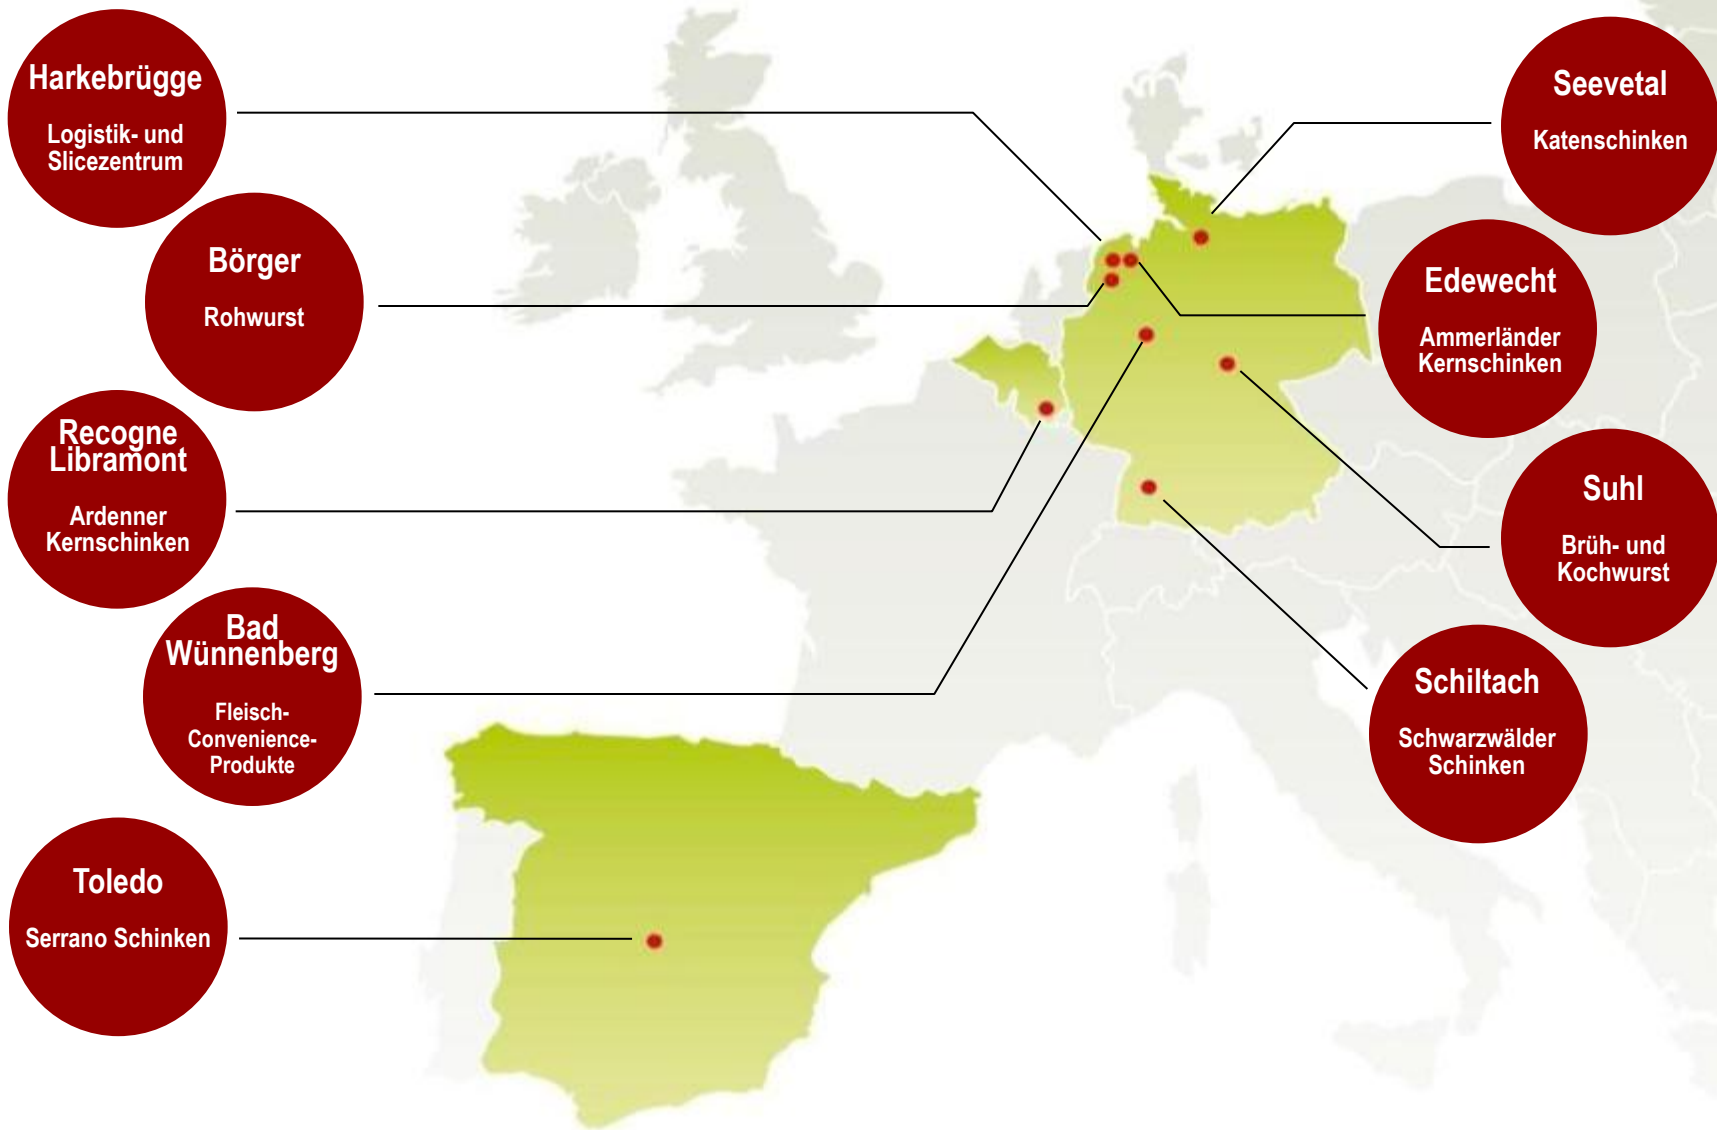 Harkebrügge
Logistik- und
Slicezentrum
Börger
Rohwurst
Recogne
Libramont
Ardenner
Kernschinken
Bad
Wünnenberg
Fleisch-
Convenience-
Produkte
Toledo
Serrano Schinken
Seevetal
Katenschinken
Edewecht
Ammerländer
Kernschinken
Suhl
Brüh- und
Kochwurst
Schiltach
Schwarzwälder
Schinken